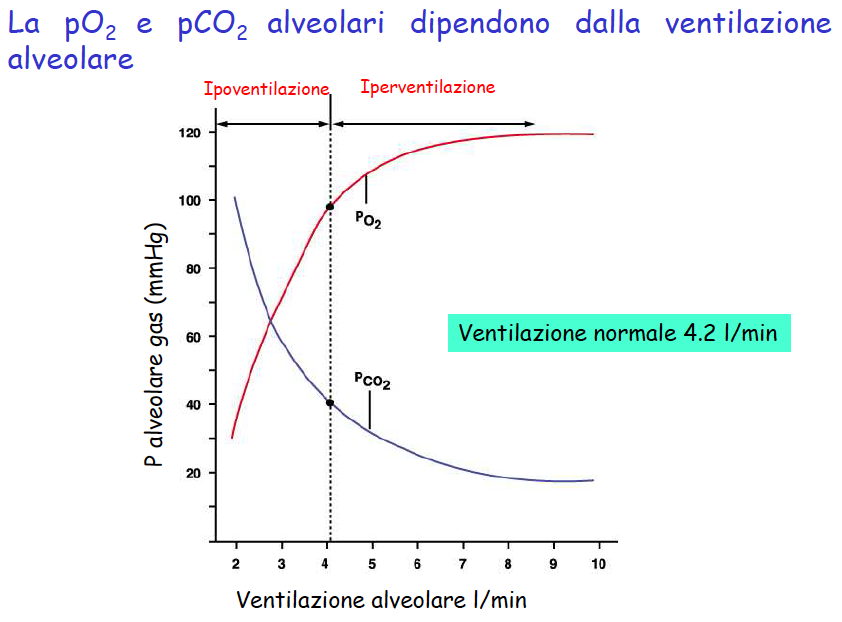 La pO2 e pCO2 alveolari dipendono dalla ventilazione
alveolare
Ipoventilazione Iperventilazione
120
100
80
60
40
20
PO2
PCO2
Ventilazione normale 4.2 l/min
P alveolare gas (mmHg)
2 3 4 5 6 7 8 9 10
Ventilazione alveolare l/min